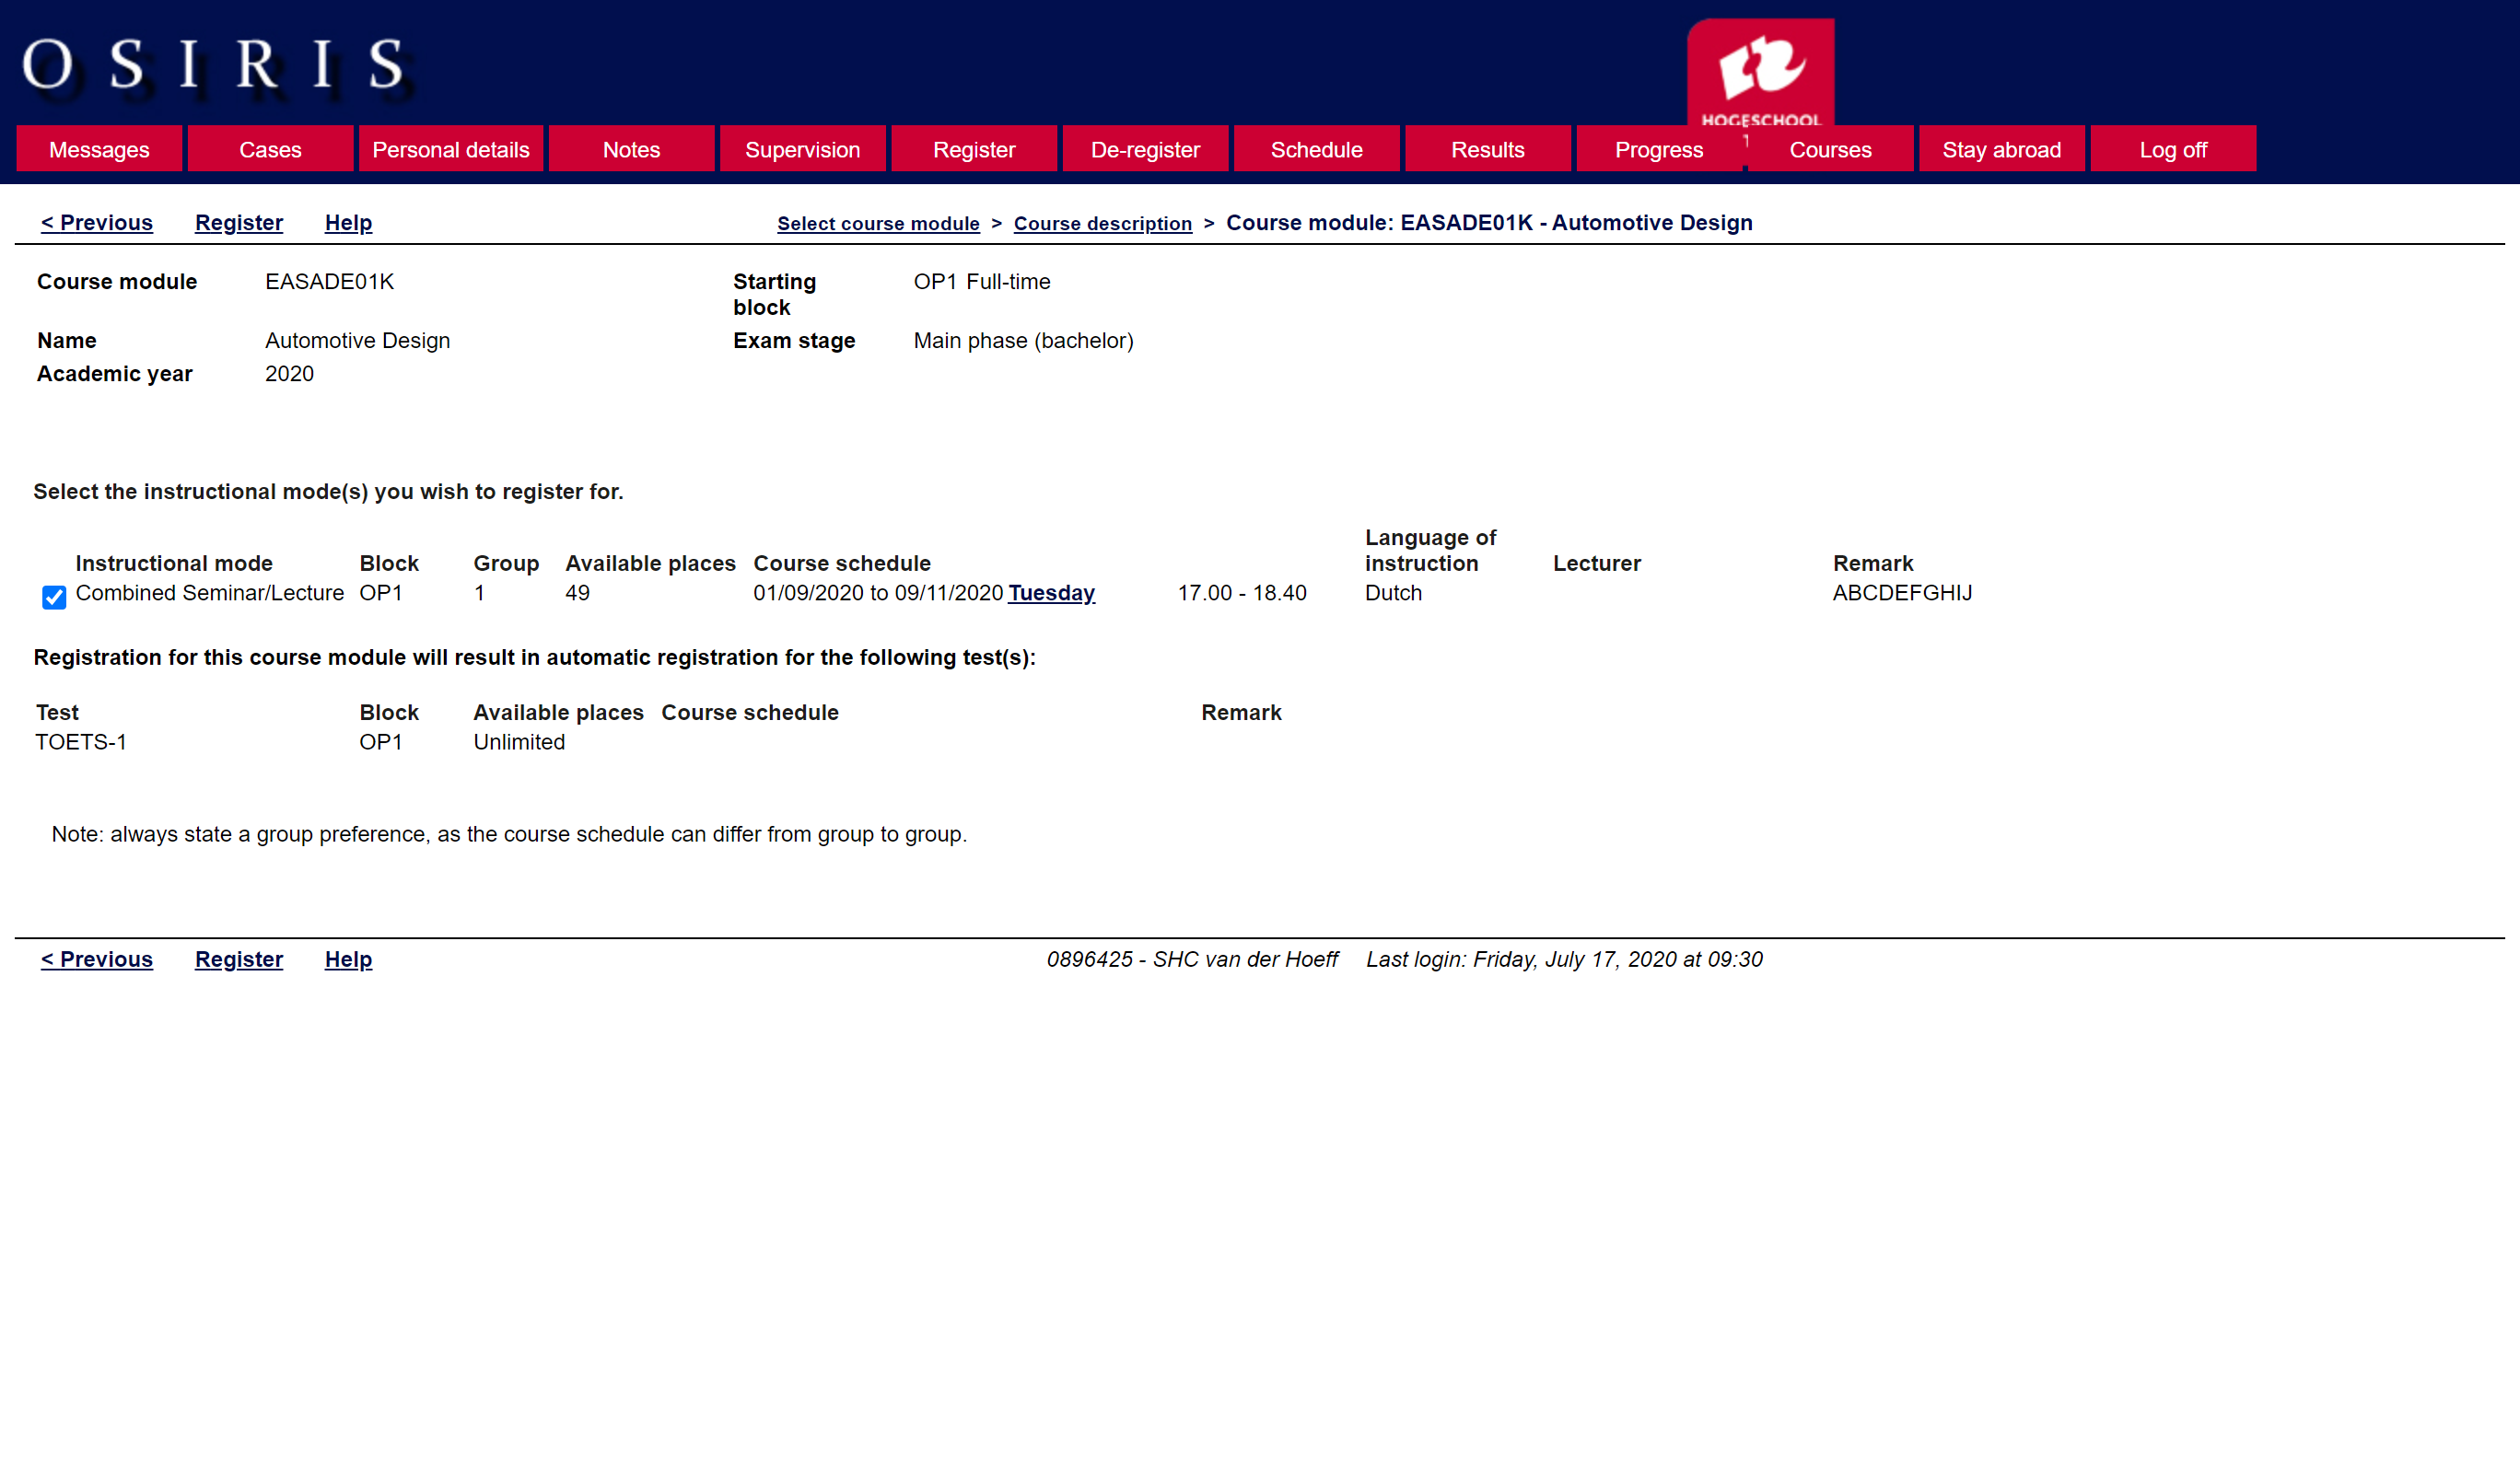 OSIRIS
HOGESCHOOL
Messages Cases Personal details Notes Supervision Register De-register Schedule Results Progress Courses Stay abroad Log off
< Previous Register Help Select course module > Course description > Course module: EASADE01K - Automotive Design
Course module EASADE01K Starting block OP1 Full-time
Name Automotive Design Exam stage Main phase (bachelor)
Academic year 2020
Select the instructional mode(s) you wish to register for.
Instructional mode Block Group Available places Course schedule Language of instruction Lecturer Remark
Combined Seminar/Lecture OP1 1 49 01/09/2020 to 09/11/2020 Tuesday 17.00 - 18.40 Dutch ABCDEFGHIJ
Registration for this course module will result in automatic registration for the following test(s):
Test Block Available places Course schedule Remark
TOETS-1 OP1 Unlimited
Note: always state a group preference, as the course schedule can differ from group to group.
< Previous Register Help 0896425 - SHC van der Hoeff Last login: Friday, July 17, 2020 at 09:30